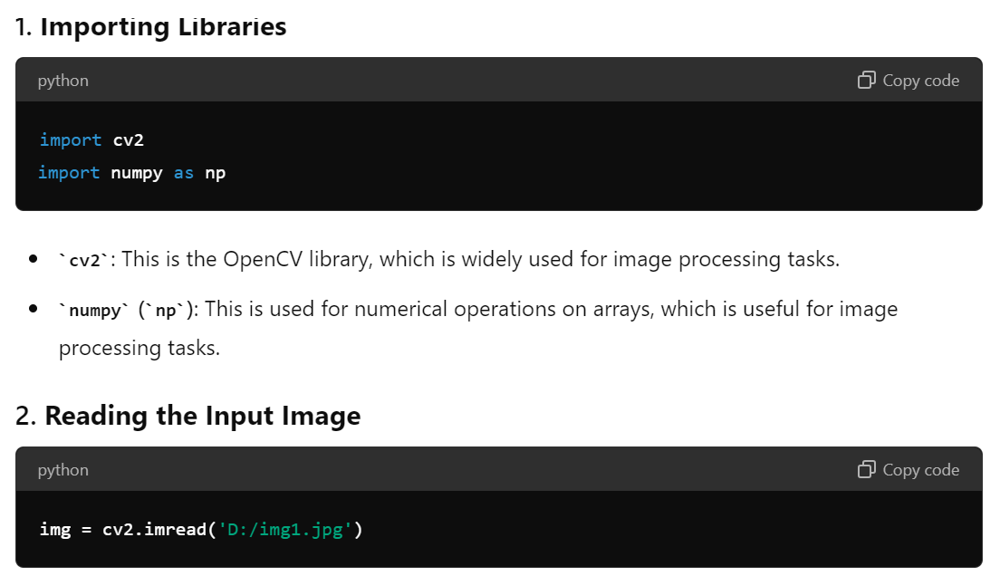 1. Importing Libraries
python Copy code
import cv2
import numpy as np
• `cv2`: This is the OpenCV library, which is widely used for image processing tasks.
• `numpy` (`np`): This is used for numerical operations on arrays, which is useful for image
processing tasks.
2. Reading the Input Image
python Copy code
img = cv2.imread('D:/img1.jpg')